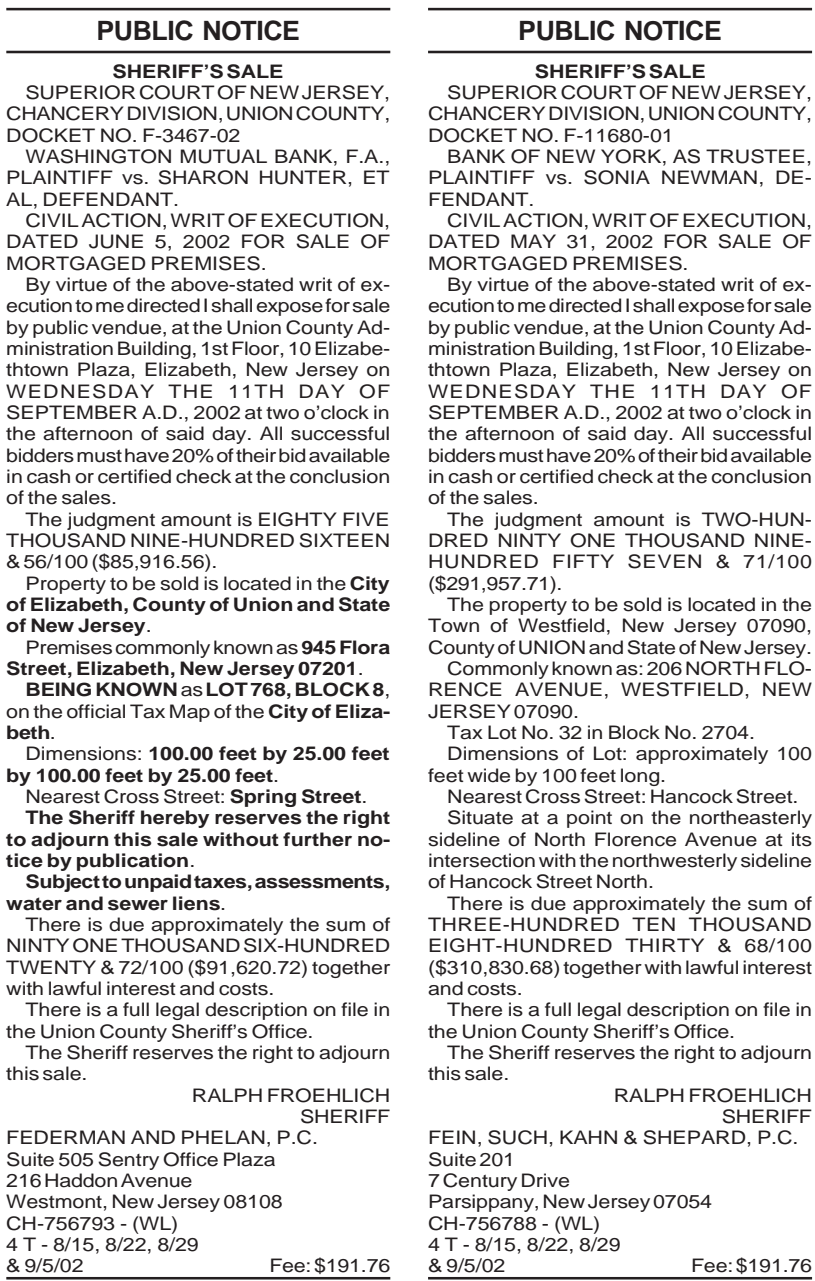 PUBLIC NOTICE
SHERIFF'S SALE
SUPERIOR COURT OF NEW JERSEY,
CHANCERY DIVISION, UNION COUNTY,
DOCKET NO. F-3467-02
WASHINGTON MUTUAL BANK, F.A.,
PLAINTIFF vs. SHARON HUNTER, ET
AL, DEFENDANT.
CIVIL ACTION, WRIT OF EXECUTION,
DATED JUNE 5, 2002 FOR SALE OF
MORTGAGED PREMISES.
By virtue of the above-stated writ of ex-
ecution to me directed I shall expose for sale
by public vendue, at the Union County Ad-
ministration Building, 1st Floor, 10 Elizabe-
thtown Plaza, Elizabeth, New Jersey on
WEDNESDAY THE 11TH DAY OF
SEPTEMBER A.D., 2002 at two o'clock in
the afternoon of said day. All successful
bidders must have 20% of their bid available
in cash or certified check at the conclusion
of the sales.
The judgment amount is EIGHTY FIVE
THOUSAND NINE-HUNDRED SIXTEEN
& 56/100 ($85,916.56).
Property to be sold is located in the City
of Elizabeth, County of Union and State
of New Jersey.
Premises commonly known as 945 Flora
Street, Elizabeth, New Jersey 07201.
BEING KNOWN as LOT 768, BLOCK 8,
on the official Tax Map of the City of Eliza-
beth.
Dimensions: 100.00 feet by 25.00 feet
by 100.00 feet by 25.00 feet.
Nearest Cross Street: Spring Street.
The Sheriff hereby reserves the right
to adjourn this sale without further no-
tice by publication.
Subject to unpaid taxes, assessments,
water and sewer liens.
There is due approximately the sum of
NINTY ONE THOUSAND SIX-HUNDRED
TWENTY & 72/100 ($91,620.72) together
with lawful interest and costs.
There is a full legal description on file in
the Union County Sheriff's Office.
The Sheriff reserves the right to adjourn
this sale.
RALPH FROEHLICH
SHERIFF
FEDERMAN AND PHELAN, P.C.
Suite 505 Sentry Office Plaza
216 Haddon Avenue
Westmont, New Jersey 08108
CH-756793 - (WL)
4 T - 8/15, 8/22, 8/29
& 9/5/02 Fee: $191.76
PUBLIC NOTICE
SHERIFF'S SALE
SUPERIOR COURT OF NEW JERSEY,
CHANCERY DIVISION, UNION COUNTY,
DOCKET NO. F-11680-01
BANK OF NEW YORK, AS TRUSTEE,
PLAINTIFF vs. SONIA NEWMAN, DE-
FENDANT.
CIVIL ACTION, WRIT OF EXECUTION,
DATED MAY 31, 2002 FOR SALE OF
MORTGAGED PREMISES.
By virtue of the above-stated writ of ex-
ecution to me directed I shall expose for sale
by public vendue, at the Union County Ad-
ministration Building, 1st Floor, 10 Elizabe-
thtown Plaza, Elizabeth, New Jersey on
WEDNESDAY THE 11TH DAY OF
SEPTEMBER A.D., 2002 at two o'clock in
the afternoon of said day. All successful
bidders must have 20% of their bid available
in cash or certified check at the conclusion
of the sales.
The judgment amount is TWO-HUN-
DRED NINTY ONE THOUSAND NINE-
HUNDRED FIFTY SEVEN & 71/100
($291,957.71).
The property to be sold is located in the
Town of Westfield, New Jersey 07090,
County of UNION and State of New Jersey.
Commonly known as: 206 NORTH FLO-
RENCE AVENUE, WESTFIELD, NEW
JERSEY 07090.
Tax Lot No. 32 in Block No. 2704.
Dimensions of Lot: approximately 100
feet wide by 100 feet long.
Nearest Cross Street: Hancock Street.
Situate at a point on the northeasterly
sideline of North Florence Avenue at its
intersection with the northwesterly sideline
of Hancock Street North.
There is due approximately the sum of
THREE-HUNDRED TEN THOUSAND
EIGHT-HUNDRED THIRTY & 68/100
($310,830.68) together with lawful interest
and costs.
There is a full legal description on file in
the Union County Sheriff's Office.
The Sheriff reserves the right to adjourn
this sale.
RALPH FROEHLICH
SHERIFF
FEIN, SUCH, KAHN & SHEPARD, P.C.
Suite 201
7 Century Drive
Parsippany, New Jersey 07054
CH-756788 - (WL)
4 T - 8/15, 8/22, 8/29
& 9/5/02 Fee: $191.76